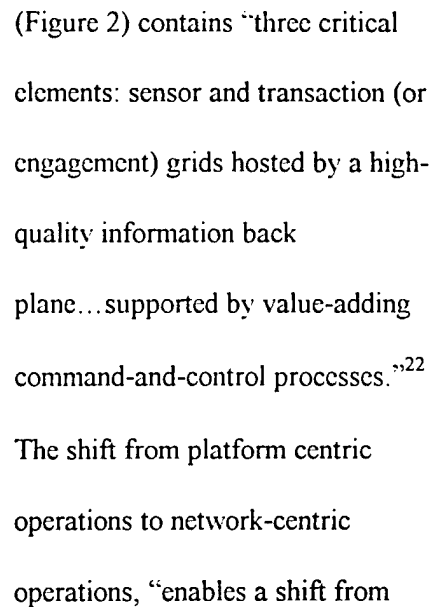 (Figure 2) contains “three critical
elements: sensor and transaction (or
engagement) grids hosted by a high-
quality information back
plane…supported by value-adding
command-and-control processes.”22
The shift from platform centric
operations to network-centric
operations, “enables a shift from